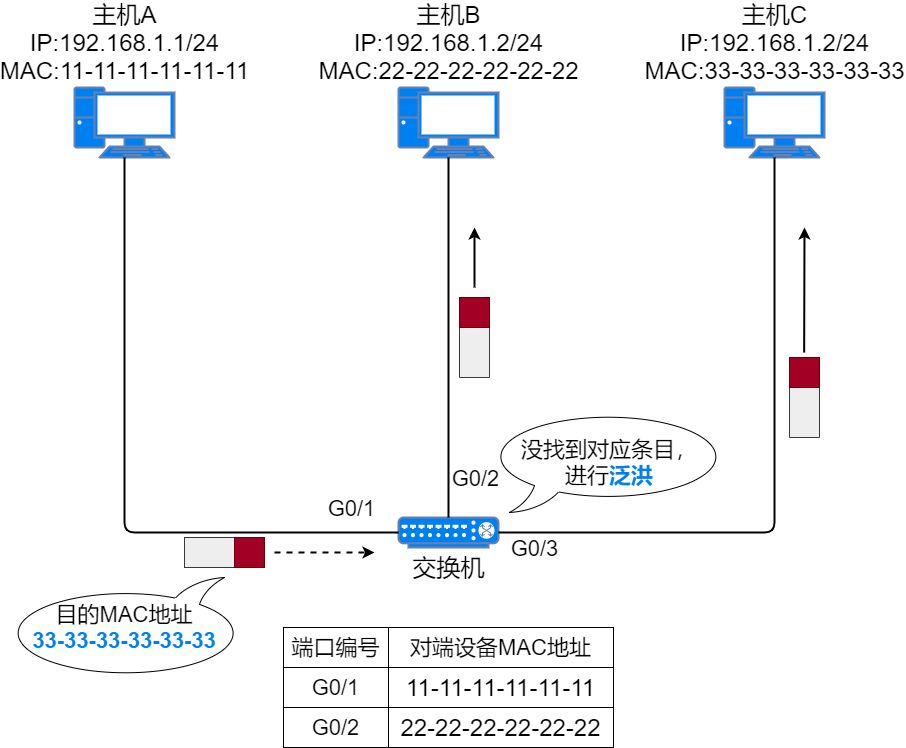 主机A
IP:192.168.1.1/24
MAC:11-11-11-11-11-11
主机B
IP:192.168.1.2/24
MAC:22-22-22-22-22-22
主机C
IP:192.168.1.2/24
MAC:33-33-33-33-33-33
没找到对应条目，
进行泛洪
G0/2
G0/1
G0/3
交换机
目的MAC地址
33-33-33-33-33-33
端口编号 对端设备MAC地址
G0/1 11-11-11-11-11-11
G0/2 22-22-22-22-22-22